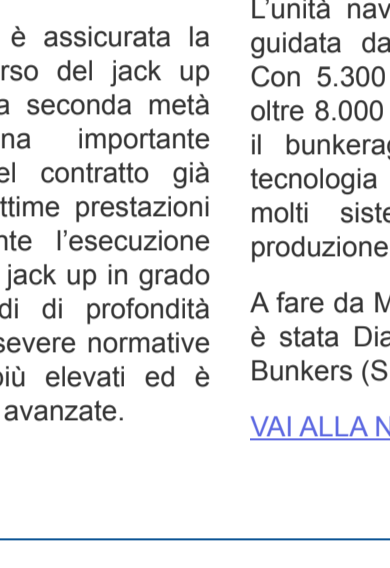 è assicurata la
rso del jack up
a seconda metà
na importante
el contratto già
ttime prestazioni
nte l'esecuzione
jack up in grado
di di profondità
severe normative
più elevati ed è
avanzate.
L'unità nav
guidata da
Con 5.300
oltre 8.000
il bunkerag
tecnologia
molti siste
produzione
A fare da M
è stata Dia
Bunkers (S
VAI ALLA N